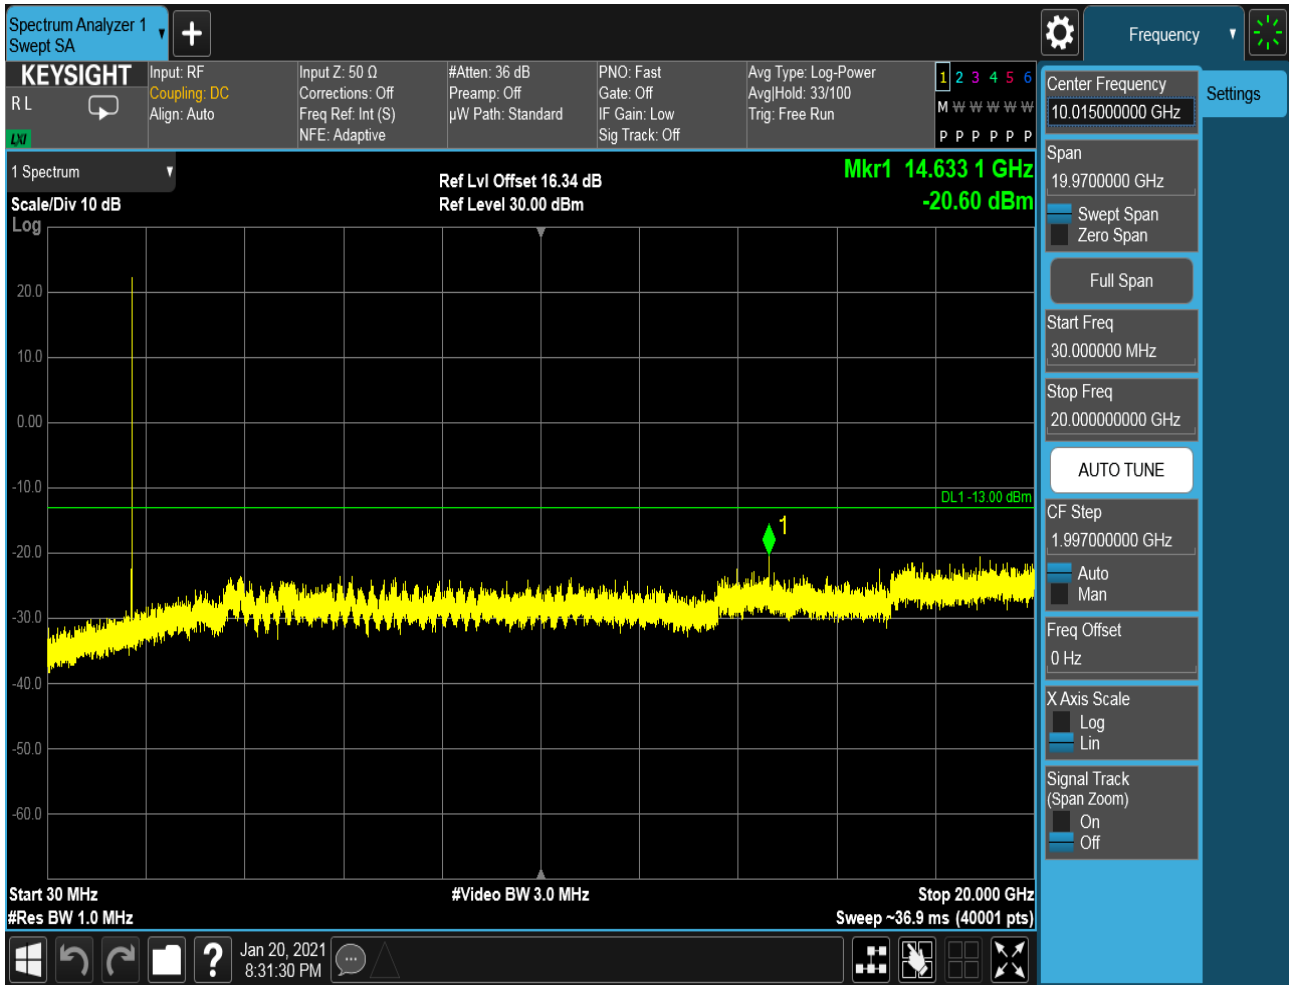 Spectrum Analyzer 1
Swept SA
Frequency
KEYSIGHT
R L
LXI
Input: RF
Coupling: DC
Align: Auto
Input Z: 50 Ω
Corrections: Off
Freq Ref: Int (S)
NFE: Adaptive
#Atten: 36 dB
Preamp: Off
µW Path: Standard
PNO: Fast
Gate: Off
IF Gain: Low
Sig Track: Off
Avg Type: Log-Power
Avg|Hold: 33/100
Trig: Free Run
1 2 3 4 5 6
M W W W W W
P P P P P P
1 Spectrum
Scale/Div 10 dB
Log
Ref Lvl Offset 16.34 dB
Ref Level 30.00 dBm
Mkr1 14.633 1 GHz
-20.60 dBm
20.0
10.0
0.00
-10.0
-20.0
-30.0
-40.0
-50.0
-60.0
DL1 -13.00 dBm
1
Start 30 MHz
#Res BW 1.0 MHz
#Video BW 3.0 MHz
Stop 20.000 GHz
Sweep ~36.9 ms (40001 pts)
Jan 20, 2021
8:31:30 PM
Center Frequency
10.015000000 GHz
Settings
Span
19.9700000 GHz
Swept Span
Zero Span
Full Span
Start Freq
30.000000 MHz
Stop Freq
20.000000000 GHz
AUTO TUNE
CF Step
1.997000000 GHz
Auto
Man
Freq Offset
0 Hz
X Axis Scale
Log
Lin
Signal Track
(Span Zoom)
On
Off